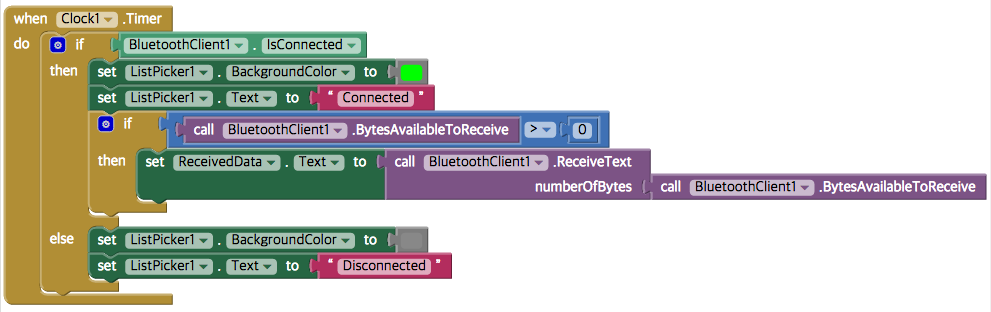 when Clock1 .Timer
do if BluetoothClient1 . IsConnected
then set ListPicker1 . BackgroundColor to
set ListPicker1 . Text to “ Connected ”
if call BluetoothClient1 .BytesAvailableToReceive > 0
then set ReceivedData . Text to call BluetoothClient1 .ReceiveText
numberOfBytes call BluetoothClient1 .BytesAvailableToReceive
else set ListPicker1 . BackgroundColor to
set ListPicker1 . Text to “ Disconnected ”